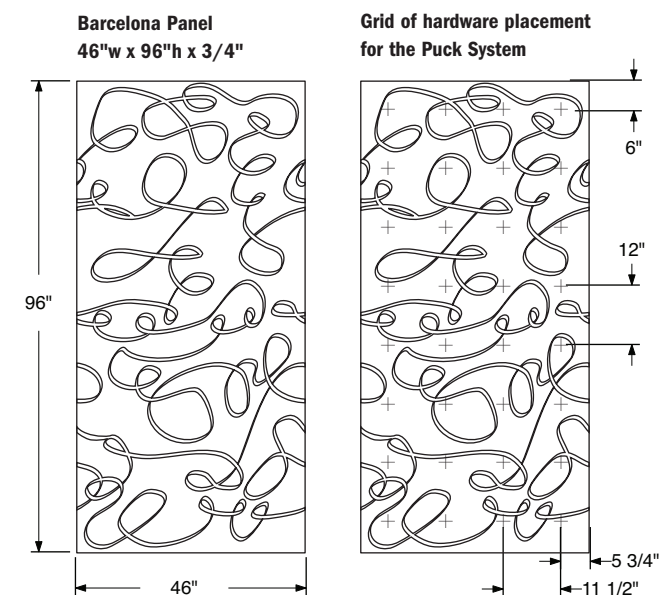 Barcelona Panel
46"w x 96"h x 3/4"
Grid of hardware placement
for the Puck System
6"
12"
96"
5 3/4"
46"
11 1/2"